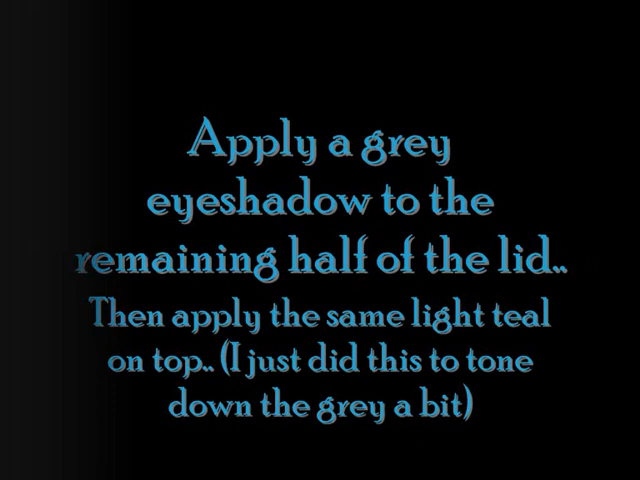 Apply a grey
eyeshadow to the
remaining half of the lid..
Then apply the same light teal
on top.. (I just did this to tone
down the grey a bit)